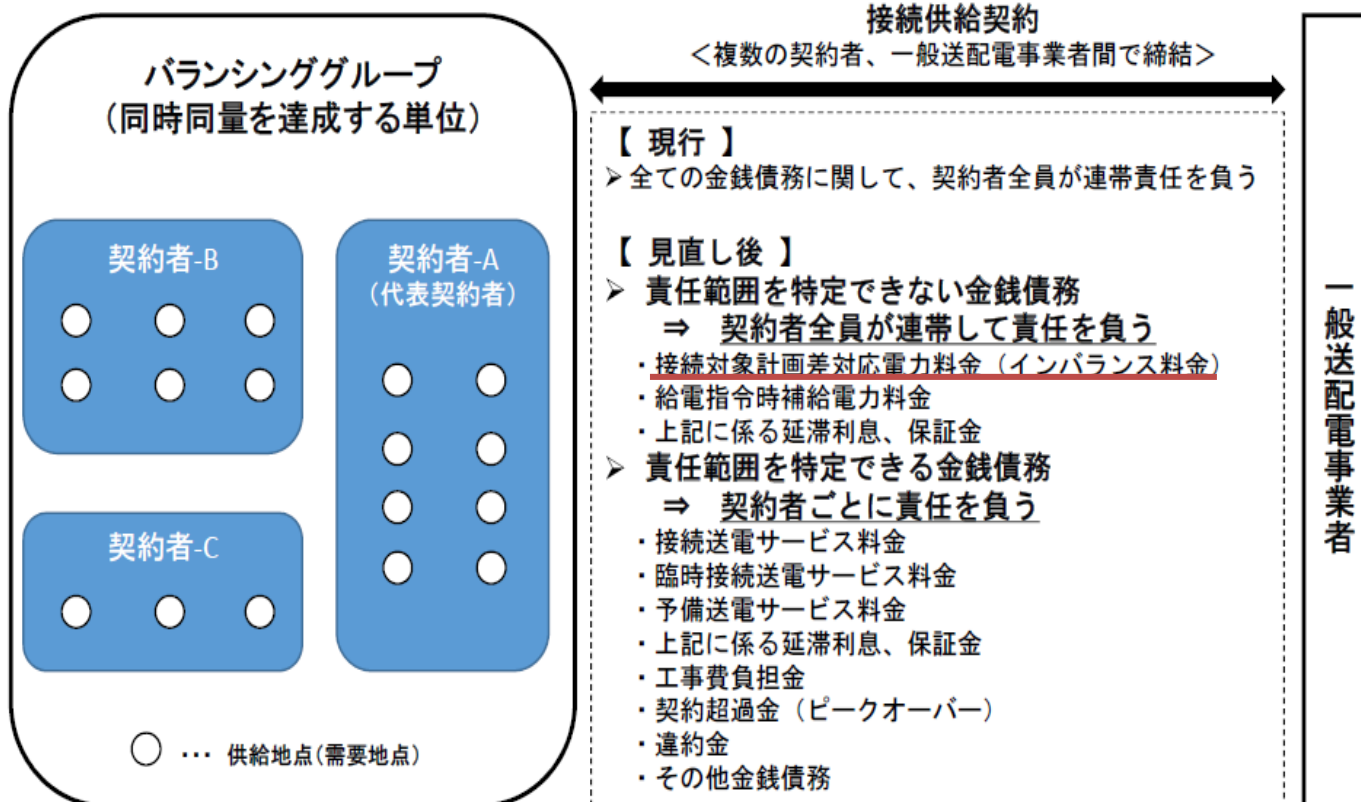 バランシンググループ
（同時同量を達成する単位）
契約者-B
契約者-A
（代表契約者）
契約者-C
○ ･･･ 供給地点(需要地点)
接続供給契約
＜複数の契約者、一般送配電事業者間で締結＞
【 現行 】
➢ 全ての金銭債務に関して、契約者全員が連帯責任を負う
【 見直し後 】
➢ 責任範囲を特定できない金銭債務
⇒ 契約者全員が連帯して責任を負う
・接続対象計画差対応電力料金（インバランス料金）
・給電指令時補給電力料金
・上記に係る延滞利息、保証金
➢ 責任範囲を特定できる金銭債務
⇒ 契約者ごとに責任を負う
・接続送電サービス料金
・臨時接続送電サービス料金
・予備送電サービス料金
・上記に係る延滞利息、保証金
・工事費負担金
・契約超過金（ピークオーバー）
・違約金
・その他金銭債務
一般送配電事業者